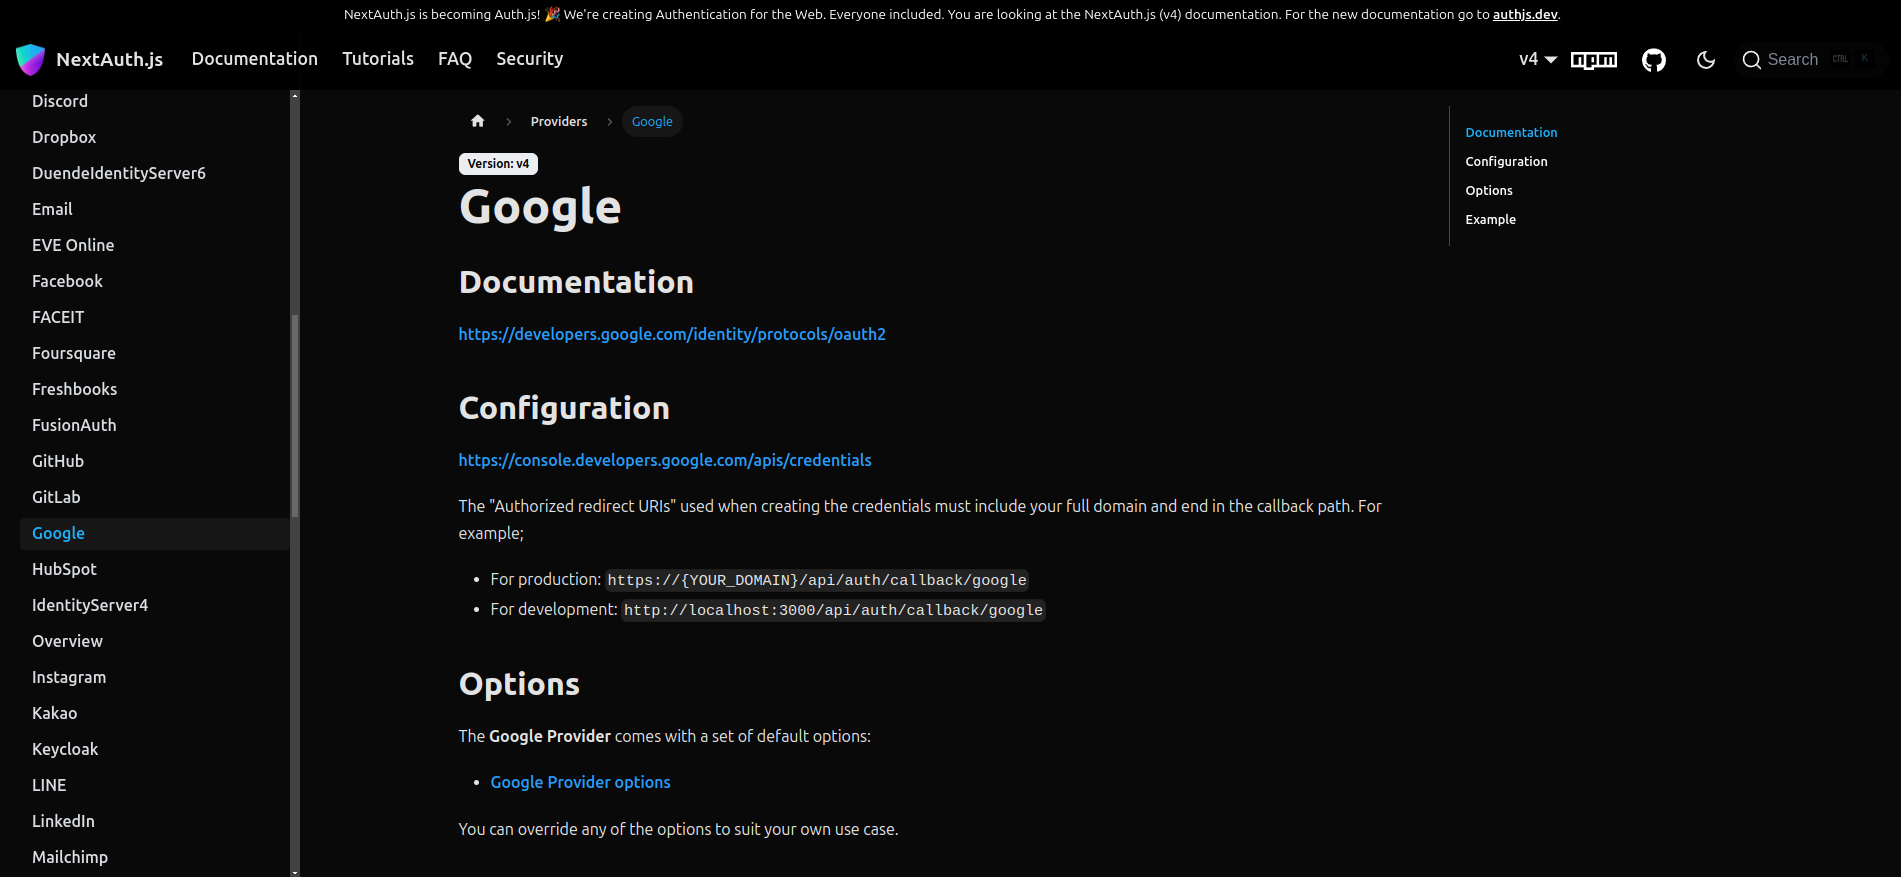 NextAuth.js is becoming Auth.js! 🎉 We're creating Authentication for the Web. Everyone included. You are looking at the NextAuth.js (v4) documentation. For the new documentation go to authjs.dev.
NextAuth.js Documentation Tutorials FAQ Security v4 npm Search CTRL K
Discord
Dropbox
DuendeIdentityServer6
Email
EVE Online
Facebook
FACEIT
Foursquare
Freshbooks
FusionAuth
GitHub
GitLab
Google
HubSpot
IdentityServer4
Overview
Instagram
Kakao
Keycloak
LINE
LinkedIn
Mailchimp
Providers Google
Version: v4
Google
Documentation
https://developers.google.com/identity/protocols/oauth2
Configuration
https://console.developers.google.com/apis/credentials
The "Authorized redirect URIs" used when creating the credentials must include your full domain and end in the callback path. For
example;
• For production: https://{YOUR_DOMAIN}/api/auth/callback/google
• For development: http://localhost:3000/api/auth/callback/google
Options
The Google Provider comes with a set of default options:
• Google Provider options
You can override any of the options to suit your own use case.
Documentation
Configuration
Options
Example